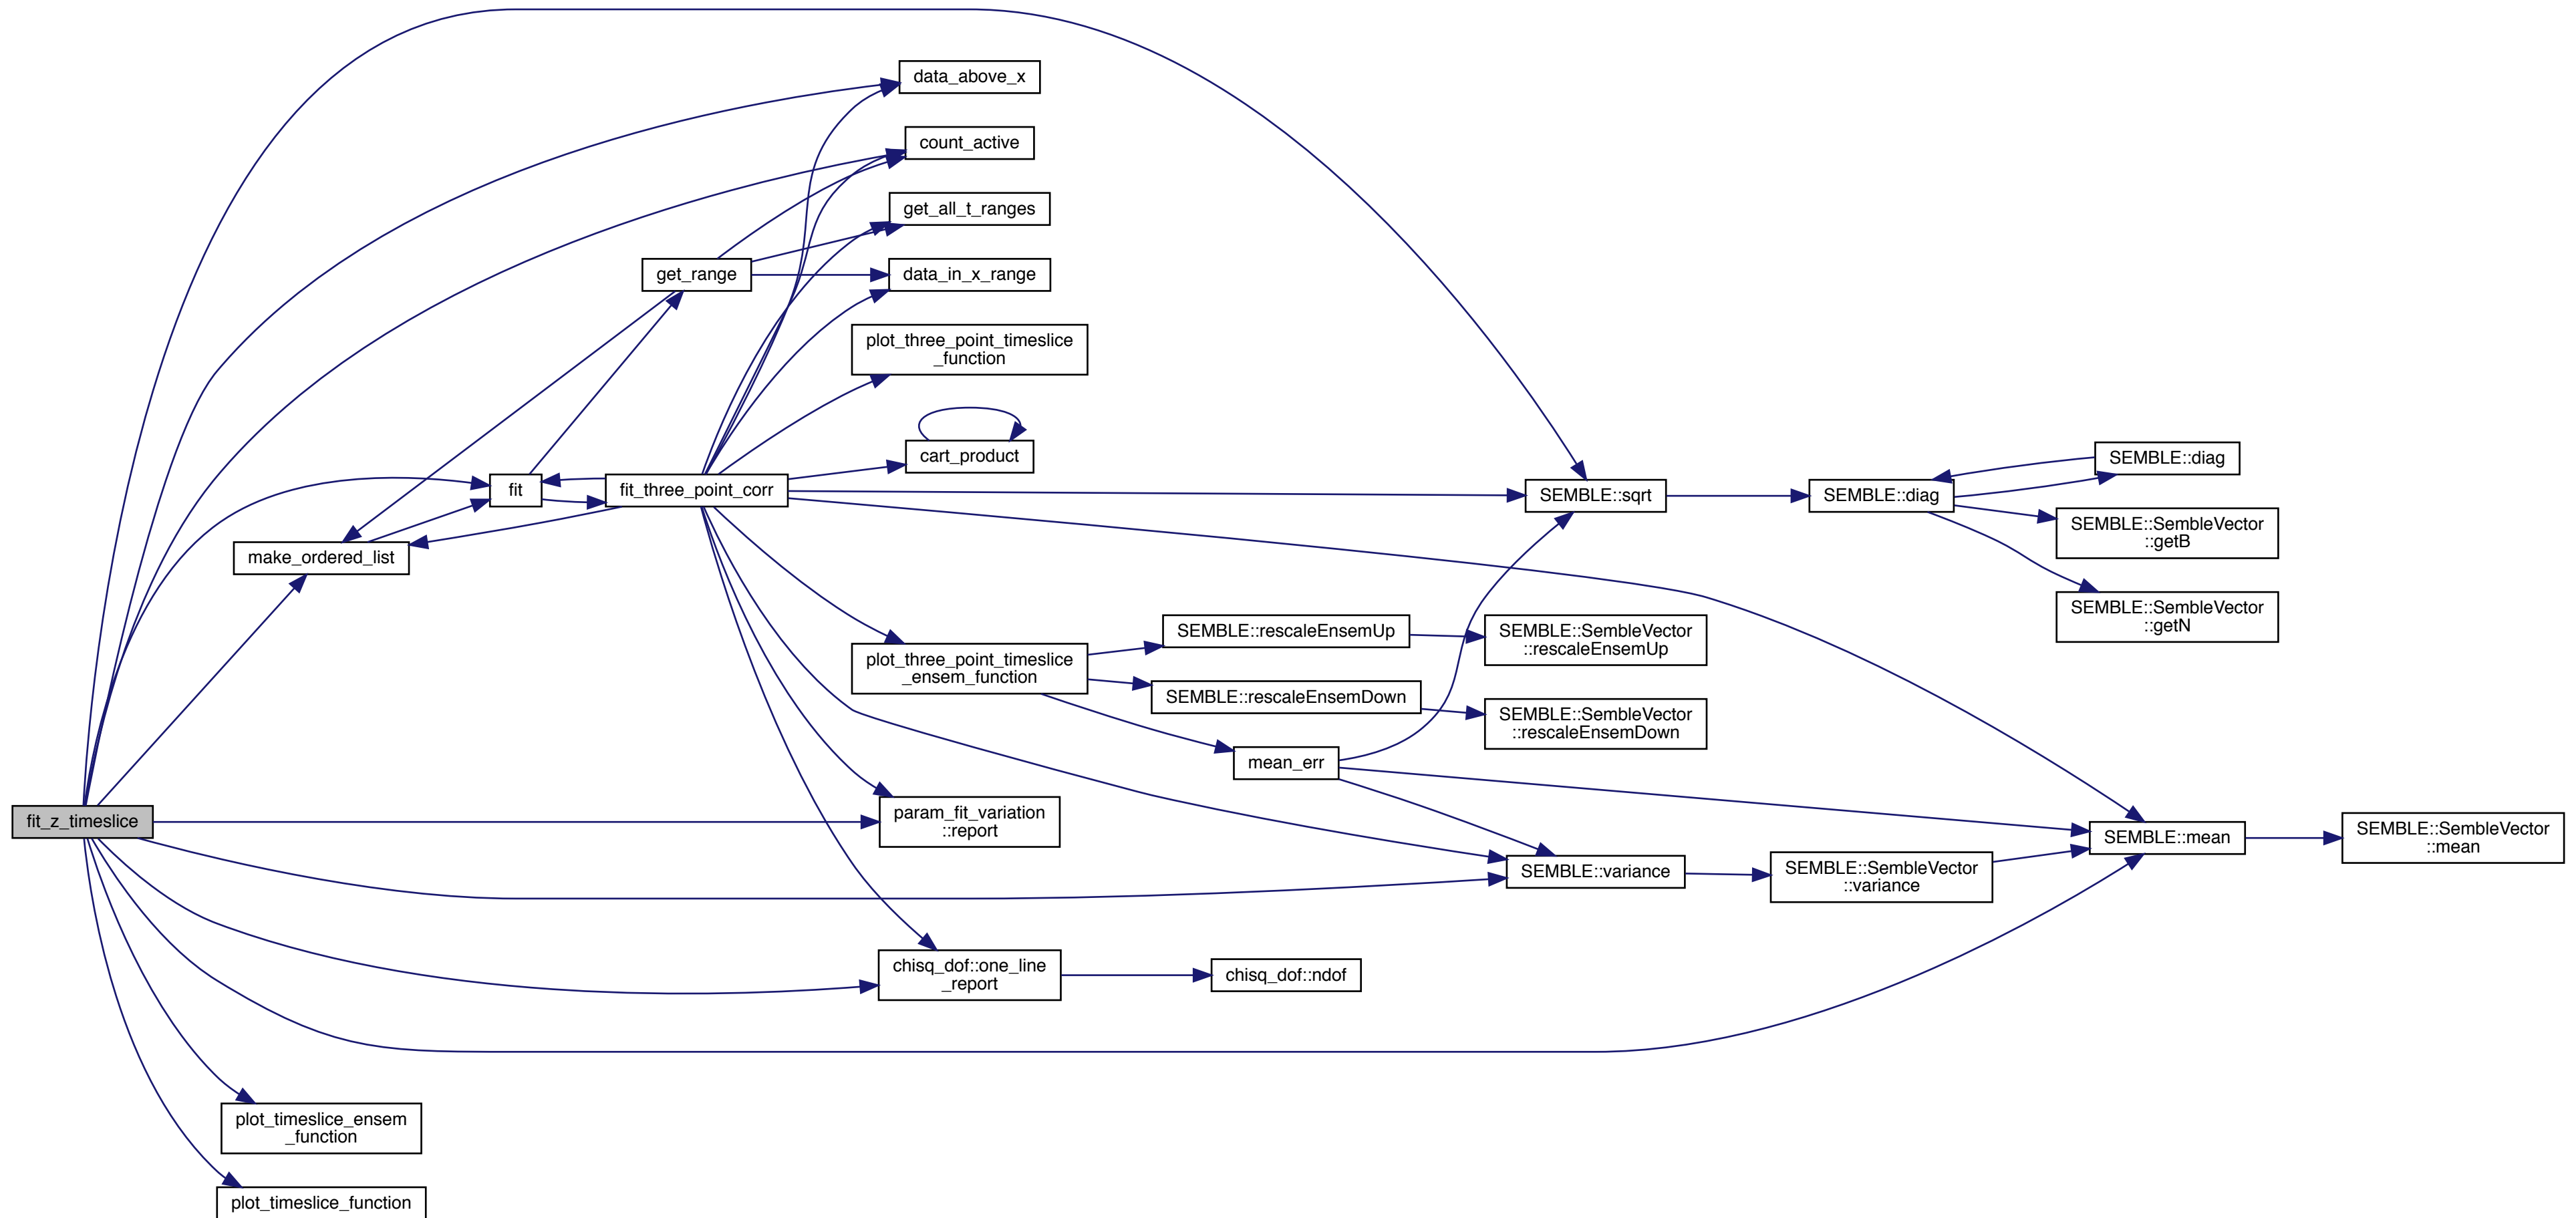 data_above_x
count_active
get_all_t_ranges
get_range
data_in_x_range
plot_three_point_timeslice
_function
cart_product
SEMBLE::diag
fit
fit_three_point_corr
SEMBLE::sqrt
SEMBLE::diag
SEMBLE::SembleVector
::getB
make_ordered_list
SEMBLE::SembleVector
::getN
SEMBLE::rescaleEnsemUp
SEMBLE::SembleVector
::rescaleEnsemUp
plot_three_point_timeslice
_ensem_function
SEMBLE::rescaleEnsemDown
SEMBLE::SembleVector
::rescaleEnsemDown
mean_err
fit_z_timeslice
param_fit_variation
::report
SEMBLE::mean
SEMBLE::SembleVector
::mean
SEMBLE::variance
SEMBLE::SembleVector
::variance
chisq_dof::one_line
_report
chisq_dof::ndof
plot_timeslice_ensem
_function
plot_timeslice_function